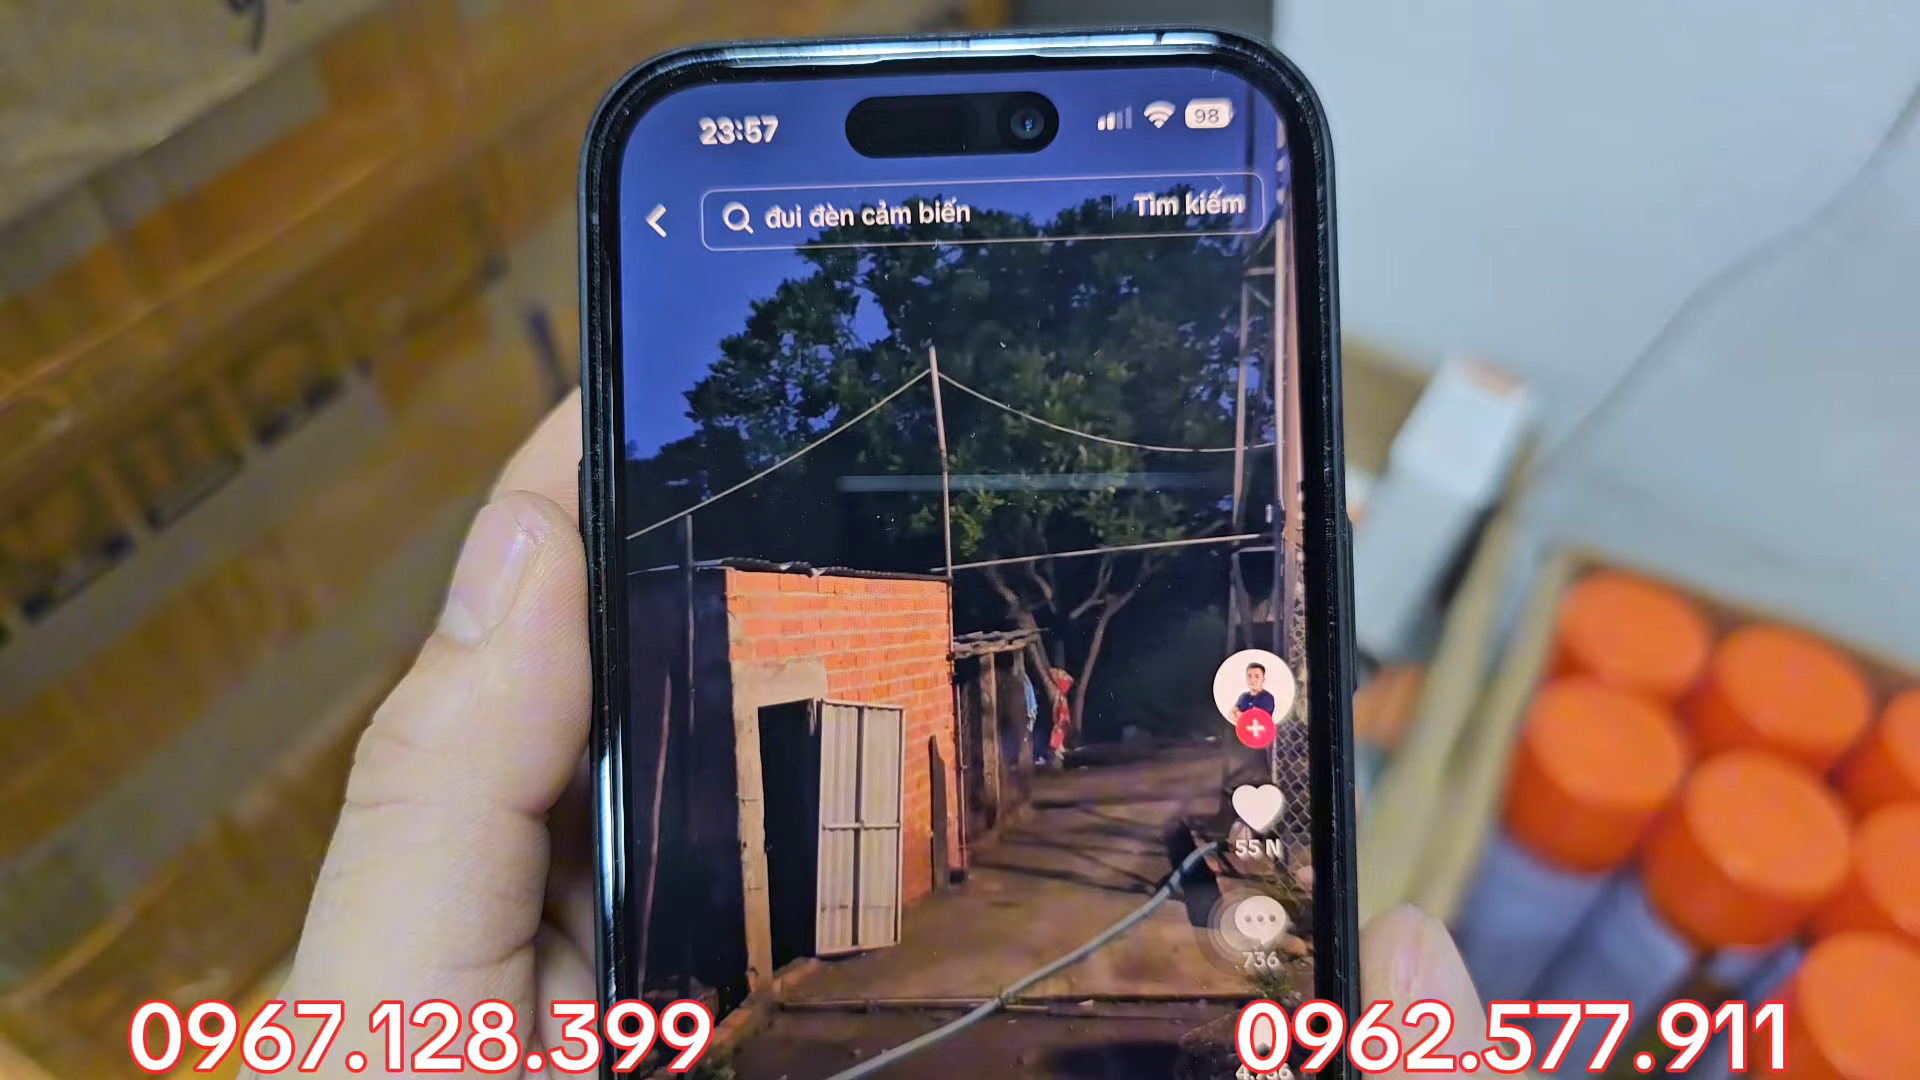 23:57
98
đui đèn cảm biến
Tìm kiếm
55 N
736
0967.128.399
0962.577.911